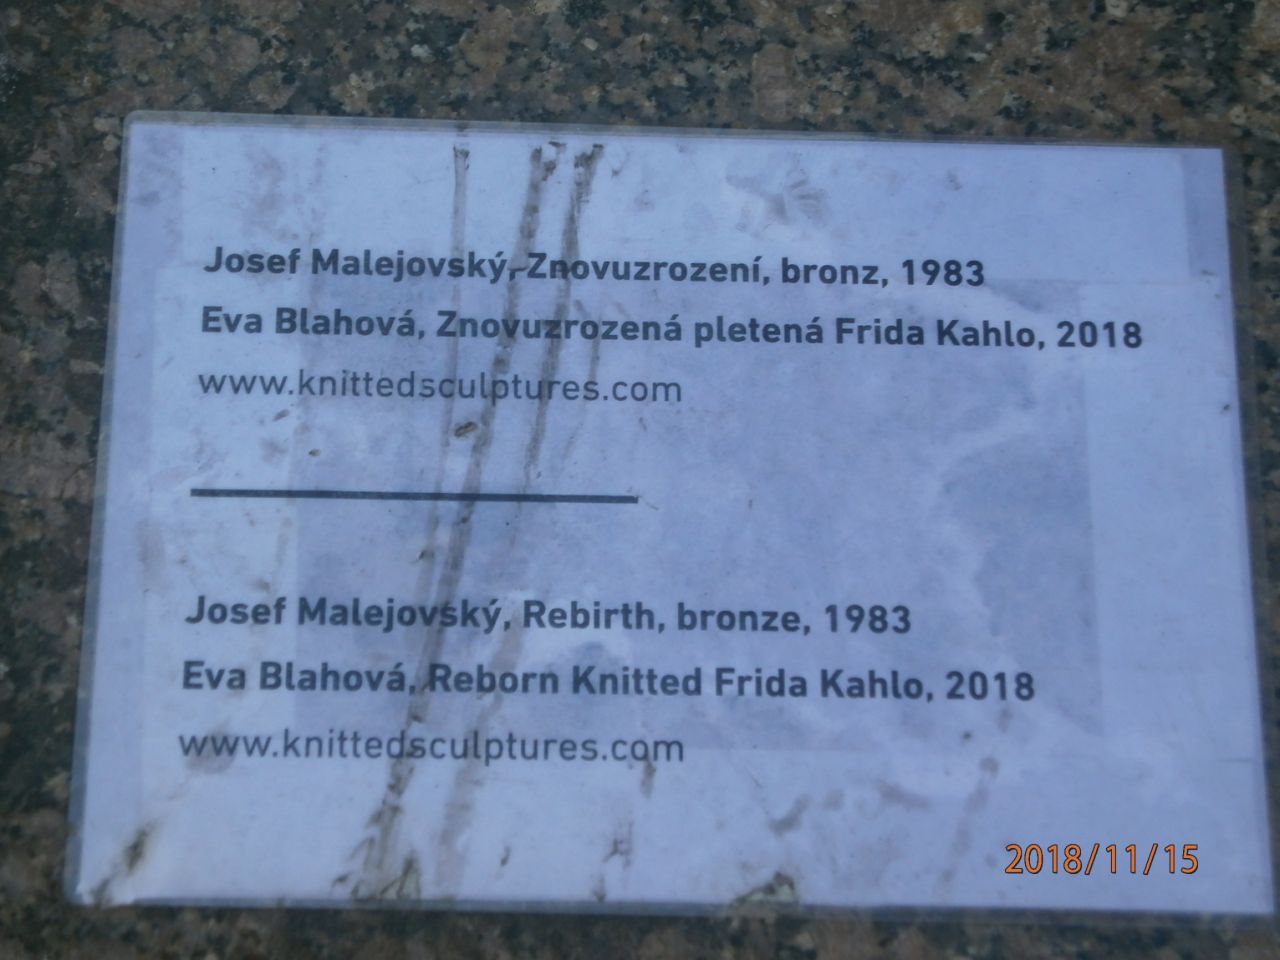 Josef Malejovský, Znovuzrození, bronz, 1983
Eva Blahová, Znovuzrozená pletená Frida Kahlo, 2018
www.knittedsculptures.com
Josef Malejovský, Rebirth, bronze, 1983
Eva Blahová, Reborn Knitted Frida Kahlo, 2018
www.knittedsculptures.com
2018/11/15